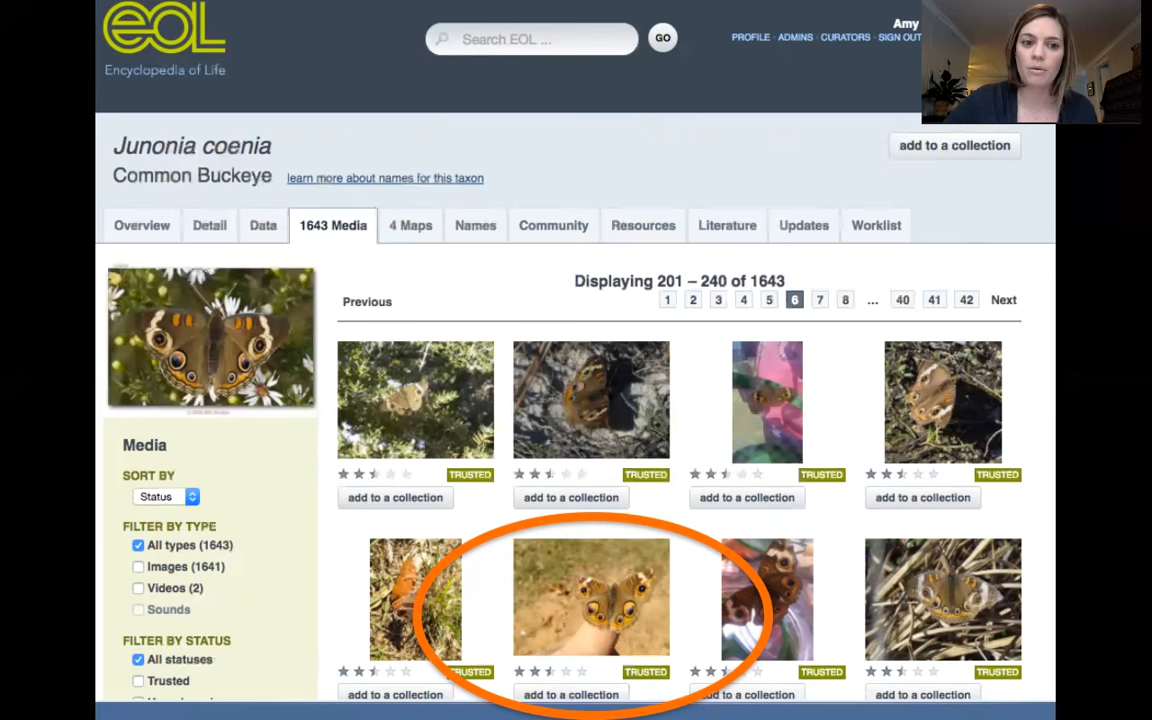 eOL
Encyclopedia of Life
Search EOL ...
GO
Amy
PROFILE · ADMINS · CURATORS · SIGN OUT
Junonia coenia
Common Buckeye
learn more about names for this taxon
add to a collection
Overview
Detail
Data
1643 Media
4 Maps
Names
Community
Resources
Literature
Updates
Worklist
Displaying 201 – 240 of 1643
Previous
1 2 3 4 5 6 7 8 ... 40 41 42 Next
TRUSTED
TRUSTED
TRUSTED
TRUSTED
add to a collection
add to a collection
add to a collection
add to a collection
Media
SORT BY
Status
FILTER BY TYPE
All types (1643)
Images (1641)
Videos (2)
Sounds
FILTER BY STATUS
All statuses
Trusted
TRUSTED
TRUSTED
TRUSTED
TRUSTED
add to a collection
add to a collection
add to a collection
add to a collection